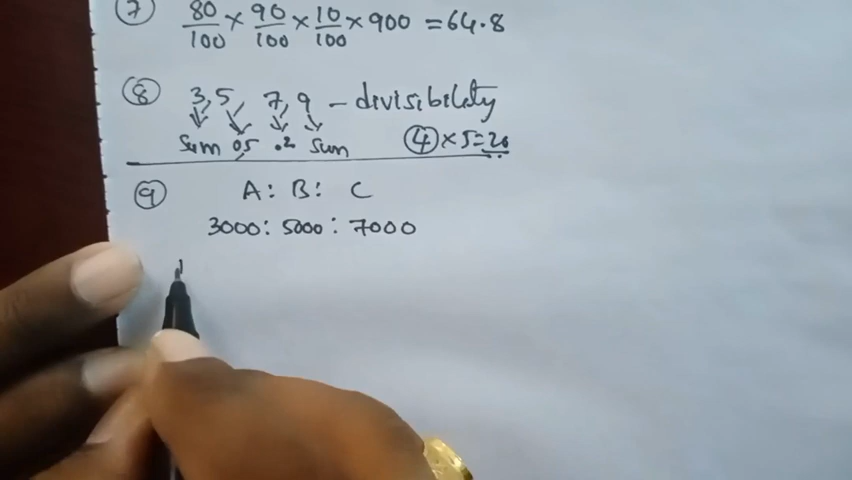 7 80/100 × 90/100 × 10/100 × 900 = 64.8
8 3,5, 7,9 – divisibility
Sum 0,5 .2 Sum 4 × 5 = 20
9 A : B : C
3000 : 5000 : 7000